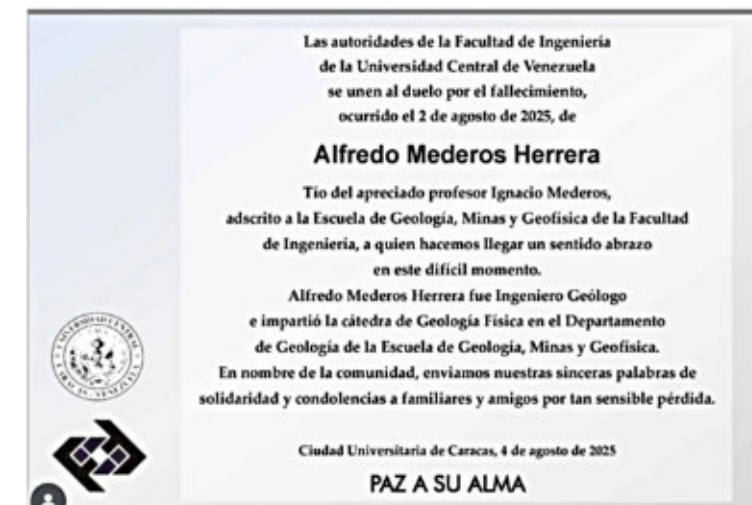 Las autoridades de la Facultad de Ingeniería
de la Universidad Central de Venezuela
se unen al duelo por el fallecimiento,
ocurrido el 2 de agosto de 2025, de
Alfredo Mederos Herrera
Tío del apreciado profesor Ignacio Mederos,
adscrito a la Escuela de Geología, Minas y Geofísica de la Facultad
de Ingeniería, a quien hacemos llegar un sentido abrazo
en este difícil momento.
Alfredo Mederos Herrera fue Ingeniero Geólogo
e impartió la cátedra de Geología Física en el Departamento
de Geología de la Escuela de Geología, Minas y Geofísica.
En nombre de la comunidad, enviamos nuestras sinceras palabras de
solidaridad y condolencias a familiares y amigos por tan sensible pérdida.
UNIVERSIDAD CENTRAL
CARACAS, VENEZUELA
Ciudad Universitaria de Caracas, 4 de agosto de 2025
PAZ A SU ALMA